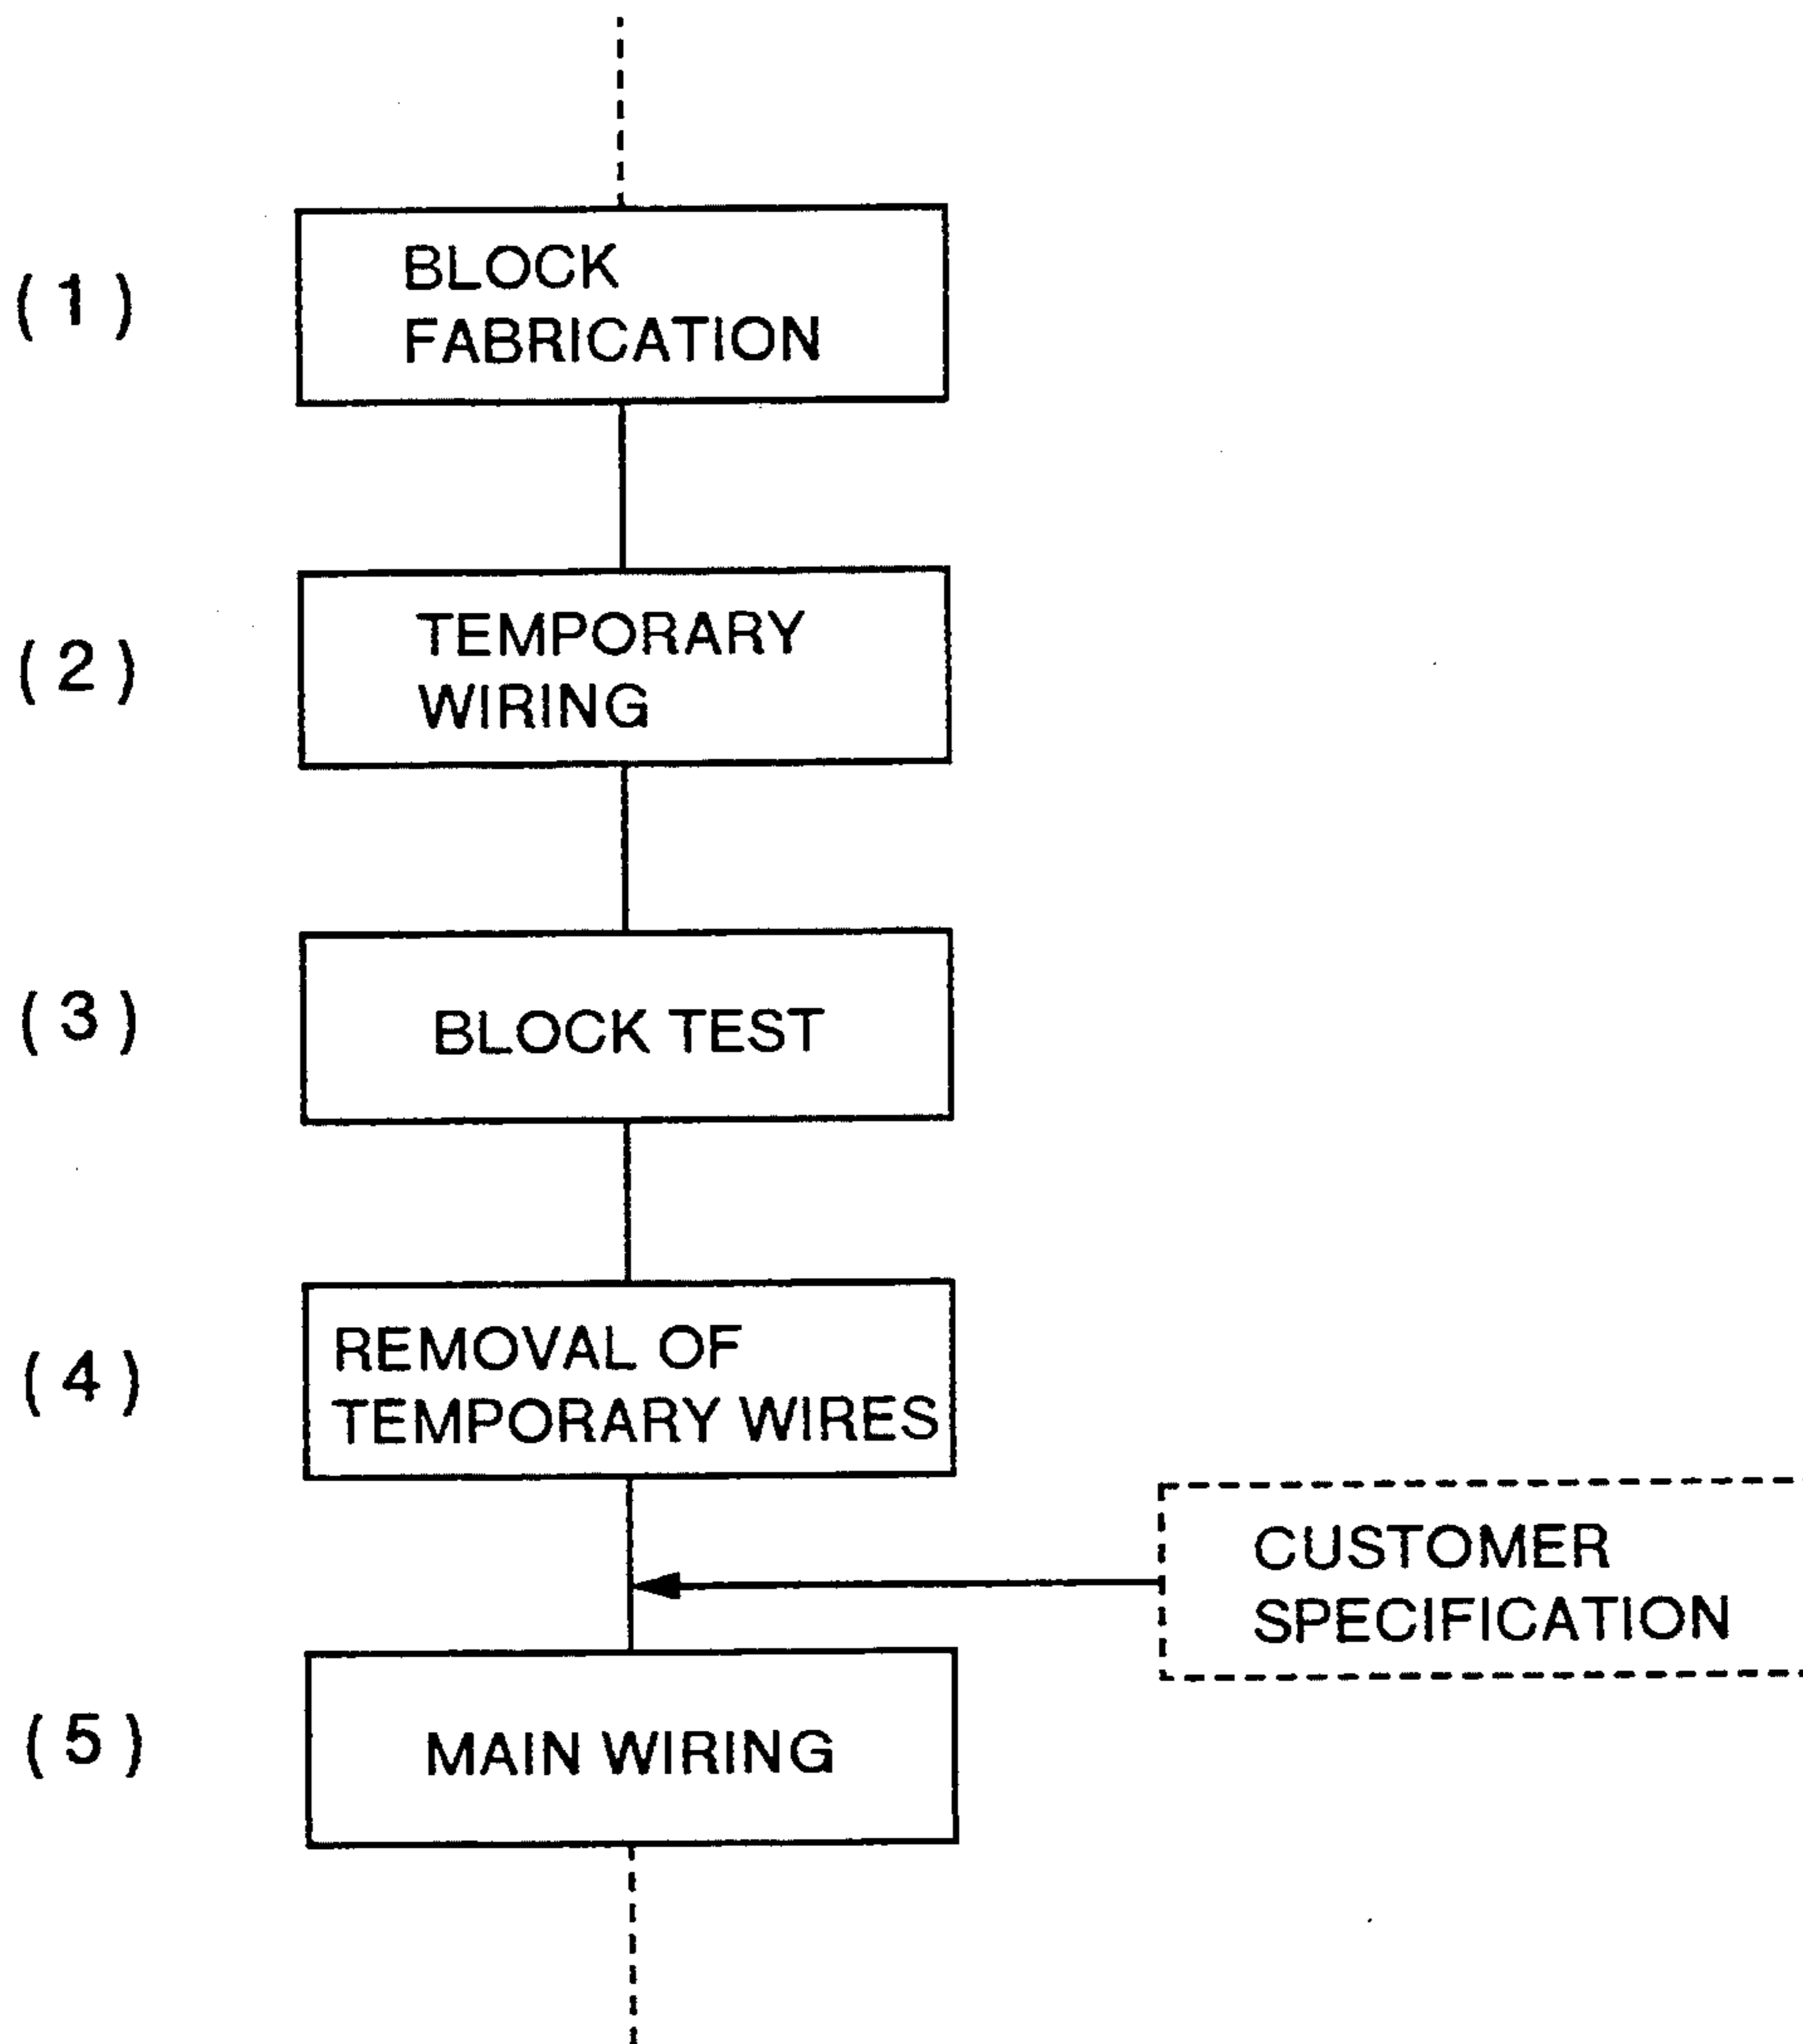 (1)
BLOCK
FABRICATION
(2)
TEMPORARY
WIRING
(3)
BLOCK TEST
(4)
REMOVAL OF
TEMPORARY WIRES
CUSTOMER
SPECIFICATION
(5)
MAIN WIRING